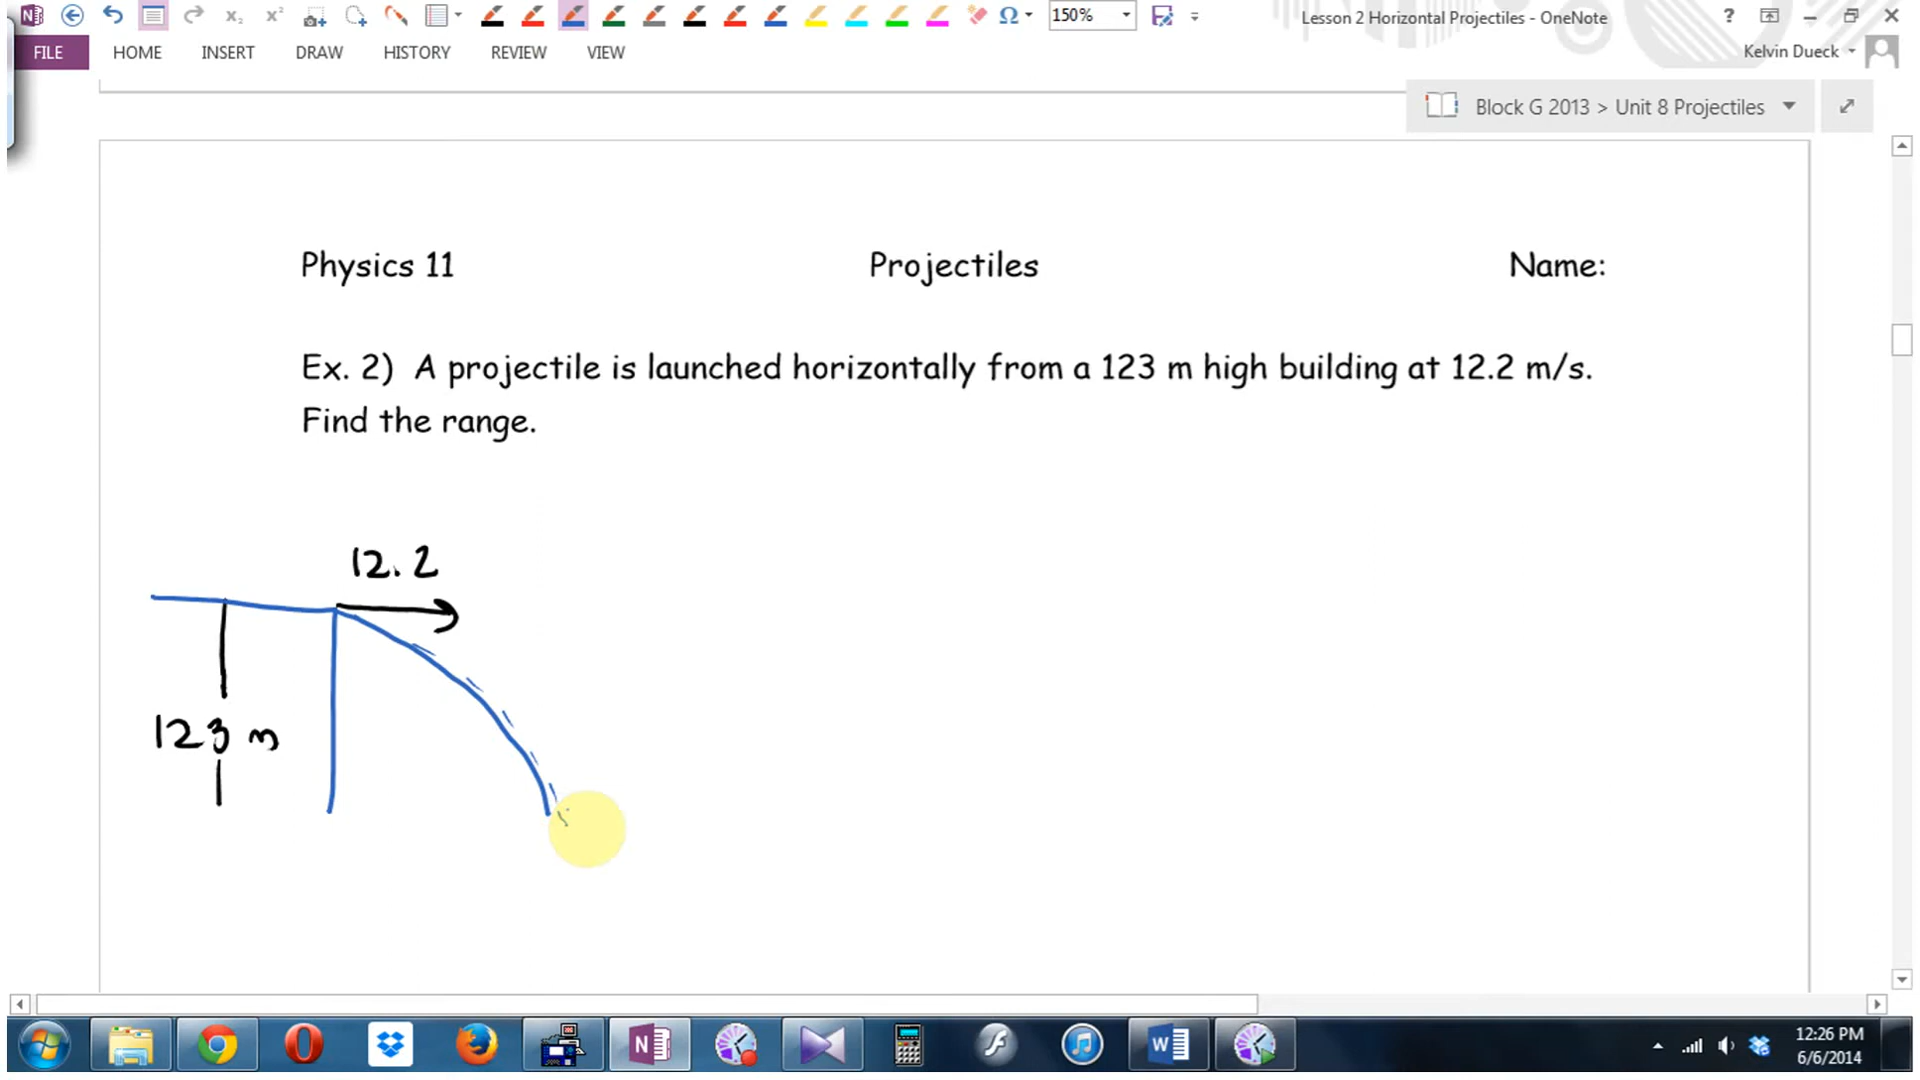 150%
Lesson 2 Horizontal Projectiles - OneNote
FILE HOME INSERT DRAW HISTORY REVIEW VIEW
Kelvin Dueck
Block G 2013 > Unit 8 Projectiles
Physics 11 Projectiles Name:
Ex. 2) A projectile is launched horizontally from a 123 m high building at 12.2 m/s.
Find the range.
12.2
123 m
12:26 PM
6/6/2014